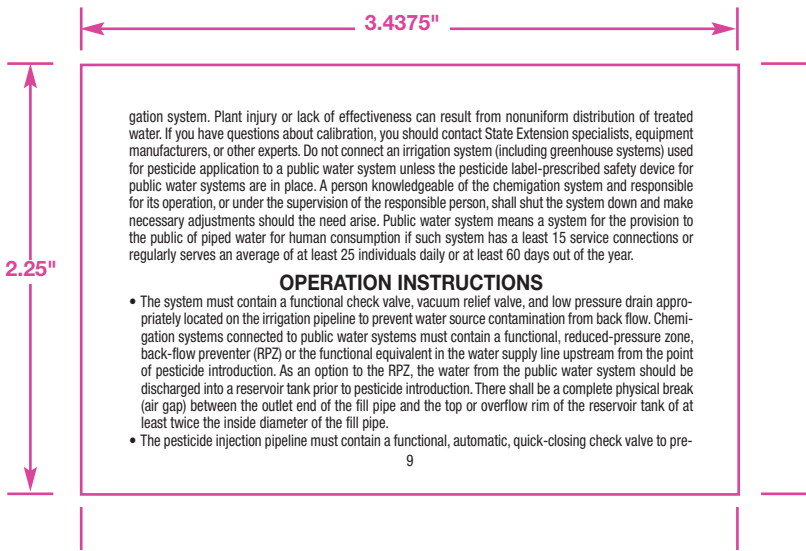 3.4375"
gation system. Plant injury or lack of effectiveness can result from nonuniform distribution of treated
water. If you have questions about calibration, you should contact State Extension specialists, equipment
manufacturers, or other experts. Do not connect an irrigation system (including greenhouse systems) used
for pesticide application to a public water system unless the pesticide label-prescribed safety device for
public water systems are in place. A person knowledgeable of the chemigation system and responsible
for its operation, or under the supervision of the responsible person, shall shut the system down and make
necessary adjustments should the need arise. Public water system means a system for the provision to
the public of piped water for human consumption if such system has a least 15 service connections or
regularly serves an average of at least 25 individuals daily or at least 60 days out of the year.
2.25"
OPERATION INSTRUCTIONS
• The system must contain a functional check valve, vacuum relief valve, and low pressure drain appro-
priately located on the irrigation pipeline to prevent water source contamination from back flow. Chemi-
gation systems connected to public water systems must contain a functional, reduced-pressure zone,
back-flow preventer (RPZ) or the functional equivalent in the water supply line upstream from the point
of pesticide introduction. As an option to the RPZ, the water from the public water system should be
discharged into a reservoir tank prior to pesticide introduction. There shall be a complete physical break
(air gap) between the outlet end of the fill pipe and the top or overflow rim of the reservoir tank of at
least twice the inside diameter of the fill pipe.
• The pesticide injection pipeline must contain a functional, automatic, quick-closing check valve to pre-
9